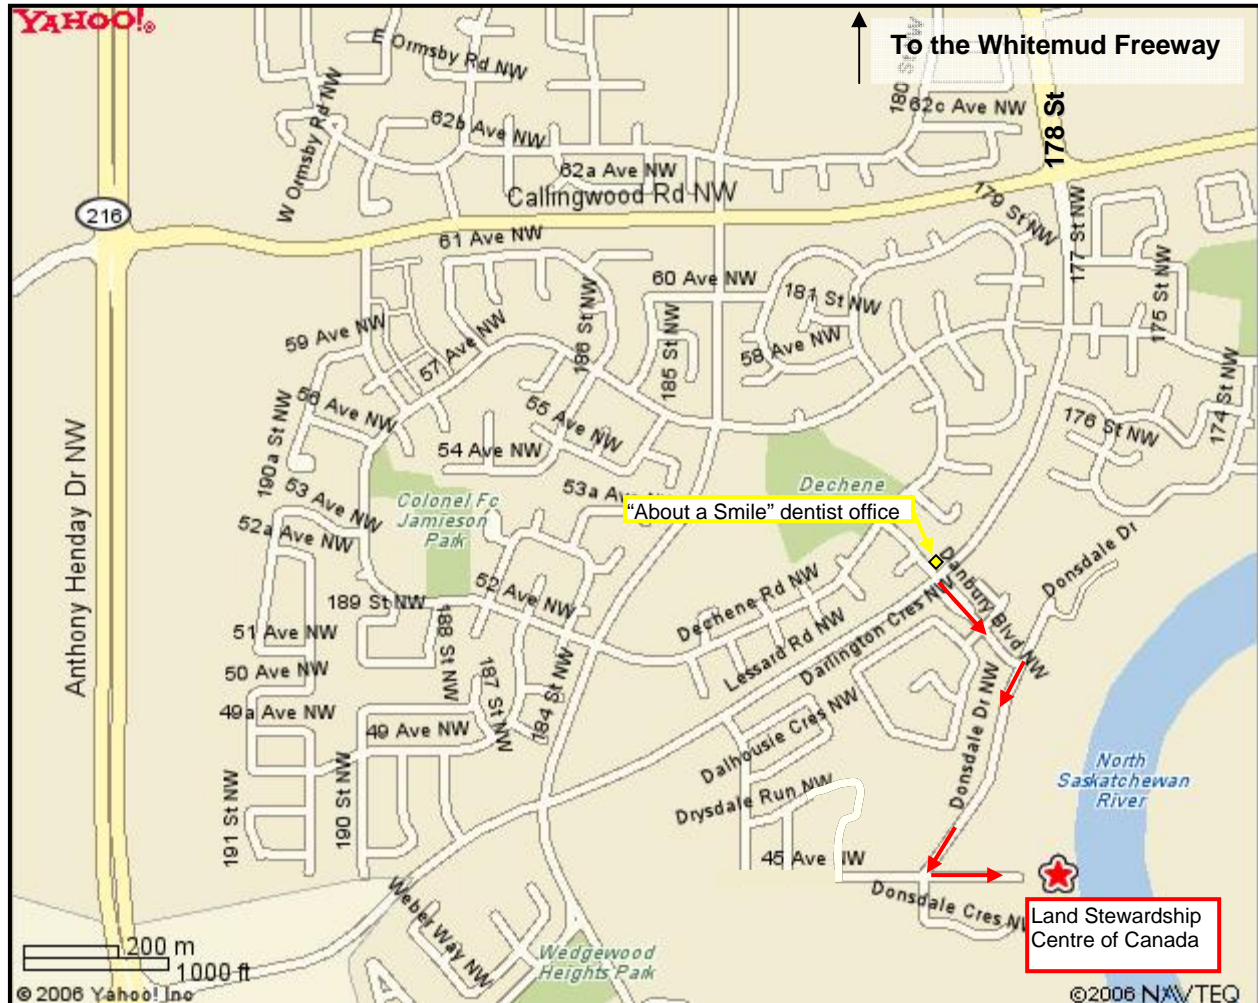 YAHOO!®
To the Whitemud Freeway
E Ormsby Rd NW
W Ormsby Rd NW
180 St NW
62c Ave NW
62b Ave NW
62a Ave NW
178 St
Callingwood Rd NW
216
179 St NW
177 St NW
61 Ave NW
60 Ave NW
181 St NW
175 St NW
59 Ave NW
57 Ave NW
186 St NW
185 St NW
58 Ave NW
174 St NW
176 St NW
56 Ave NW
55 Ave NW
190a St NW
54 Ave NW
Anthony Henday Dr NW
53 Ave NW
Colonel Fc
Jamieson
Park
53a Ave NW
Dechene
“About a Smile” dentist office
52a Ave NW
Danbury Blvd NW
Donsdale Dr
52 Ave NW
189 St NW
188 St NW
Dechene Rd NW
Lessard Rd NW
Darlington Cres NW
51 Ave NW
50 Ave NW
187 St NW
184 St NW
49a Ave NW
49 Ave NW
Dalhousie Cres NW
Donsdale Dr NW
North
Saskatchewan
River
Drysdale Run NW
191 St NW
190 St NW
45 Ave NW
Donsdale Cres NW
Weber Way NW
Land Stewardship
Centre of Canada
Wedgewood
Heights Park
200 m
1000 ft
© 2006 Yahoo! Inc
©2006 NAVTEQ